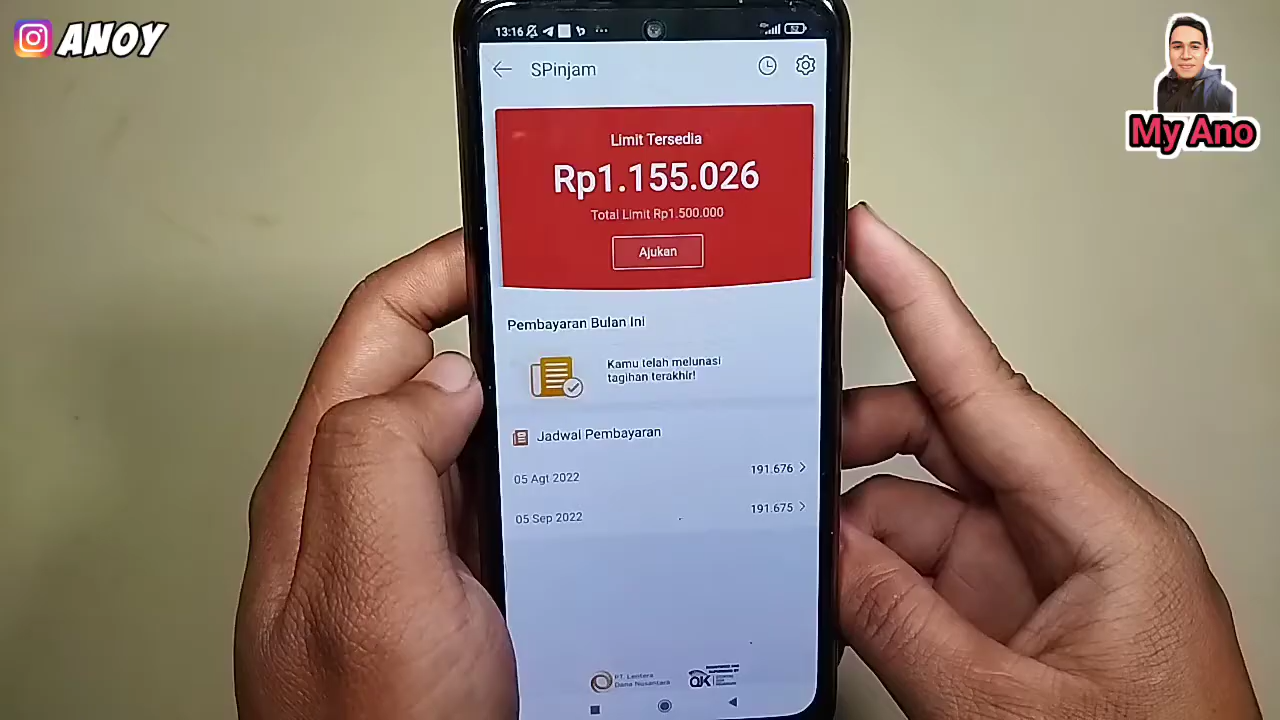 ANOY
My Ano
13:16
52
SPinjam
Limit Tersedia
Rp1.155.026
Total Limit Rp1.500.000
Ajukan
Pembayaran Bulan Ini
Kamu telah melunasi
tagihan terakhir!
Jadwal Pembayaran
05 Agt 2022
191.676
05 Sep 2022
191.675
PT. Lentera
Dana Nusantara